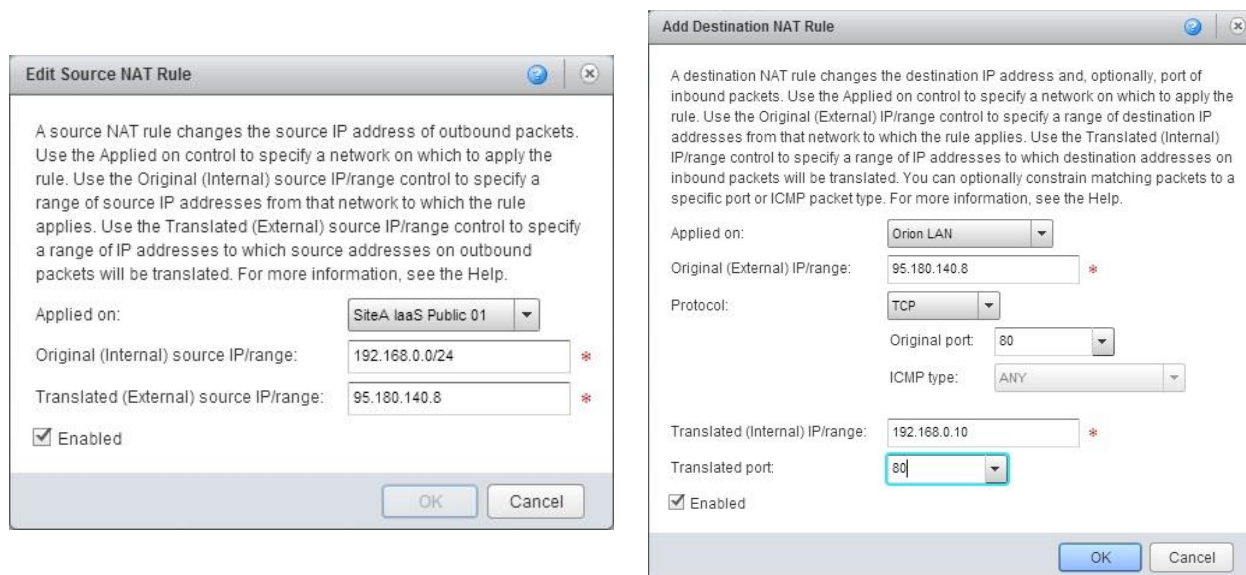 Edit Source NAT Rule
A source NAT rule changes the source IP address of outbound packets.
Use the Applied on control to specify a network on which to apply the
rule. Use the Original (Internal) source IP/range control to specify a
range of source IP addresses from that network to which the rule
applies. Use the Translated (External) source IP/range control to specify
a range of IP addresses to which source addresses on outbound
packets will be translated. For more information, see the Help.
Applied on: SiteA IaaS Public 01
Original (Internal) source IP/range: 192.168.0.0/24 *
Translated (External) source IP/range: 95.180.140.8 *
Enabled
OK Cancel
Add Destination NAT Rule
A destination NAT rule changes the destination IP address and, optionally, port of
inbound packets. Use the Applied on control to specify a network on which to apply the
rule. Use the Original (External) IP/range control to specify a range of destination IP
addresses from that network to which the rule applies. Use the Translated (Internal)
IP/range control to specify a range of IP addresses to which destination addresses on
inbound packets will be translated. You can optionally constrain matching packets to a
specific port or ICMP packet type. For more information, see the Help.
Applied on: Orion LAN
Original (External) IP/range: 95.180.140.8 *
Protocol: TCP
Original port: 80
ICMP type: ANY
Translated (Internal) IP/range: 192.168.0.10 *
Translated port: 80
Enabled
OK Cancel